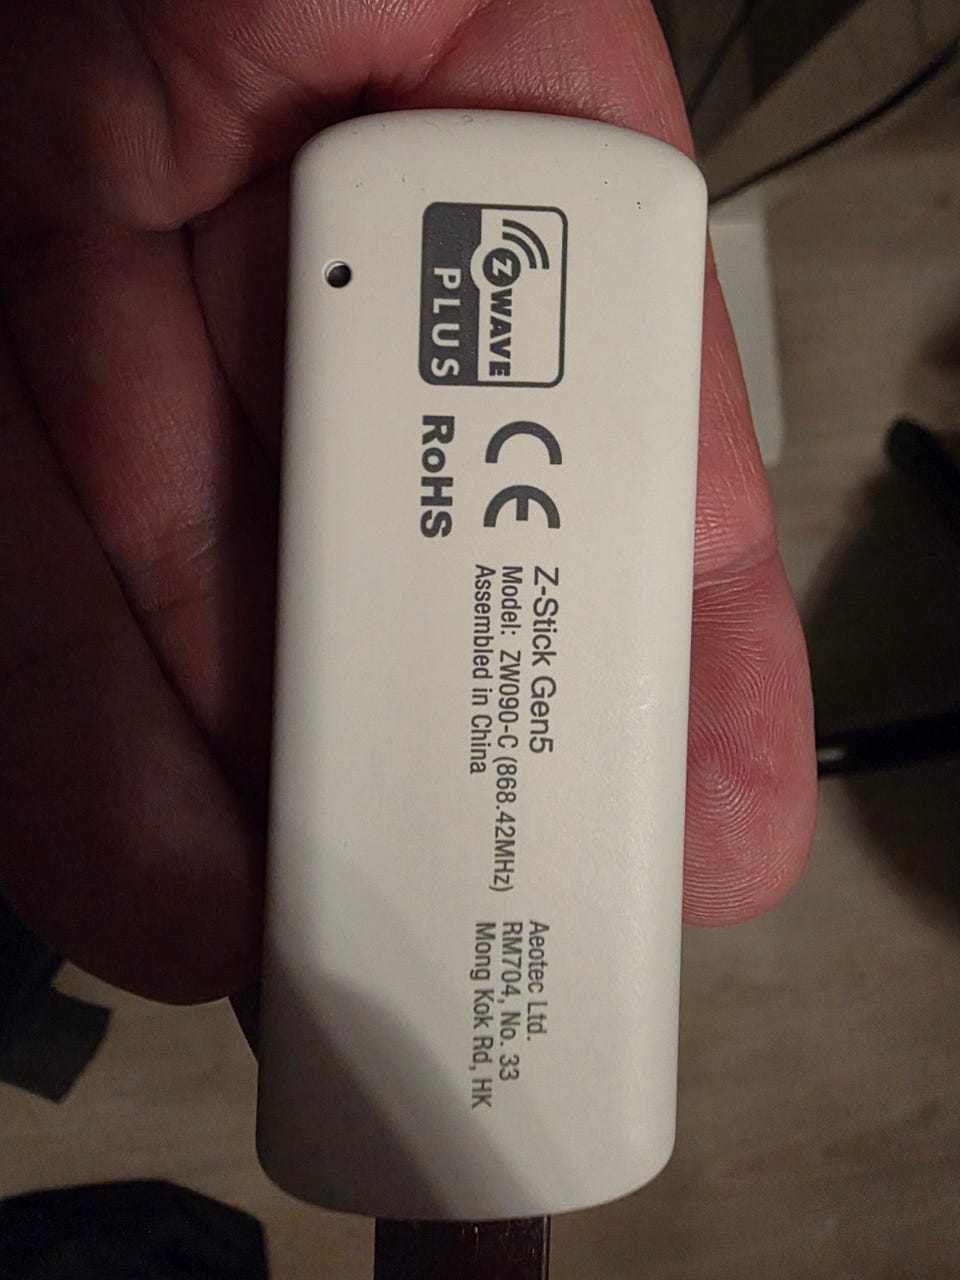 Z WAVE
PLUS
CE
RoHS
Z-Stick Gen5
Model: ZW090-C (868.42MHz)
Assembled in China
Aeotec Ltd.
RM704, No. 33
Mong Kok Rd, HK